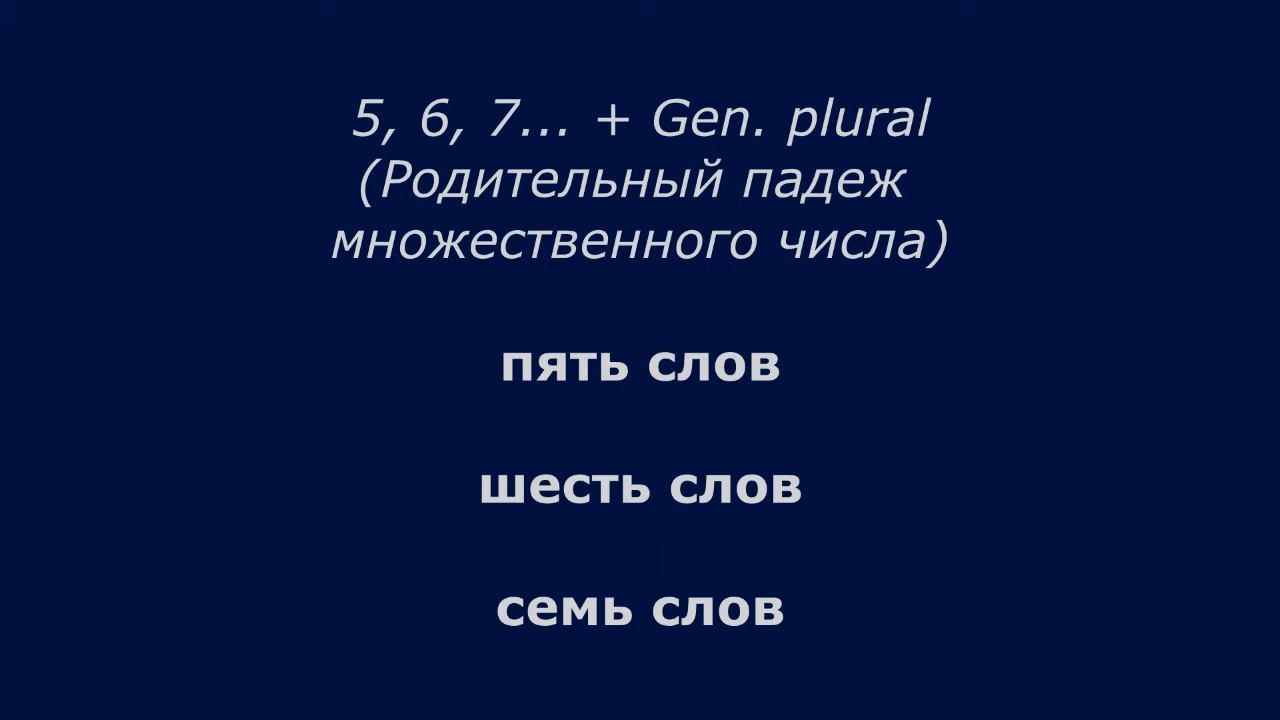 5, 6, 7... + Gen. plural
(Родительный падеж
множественного числа)
пять слов
шесть слов
семь слов